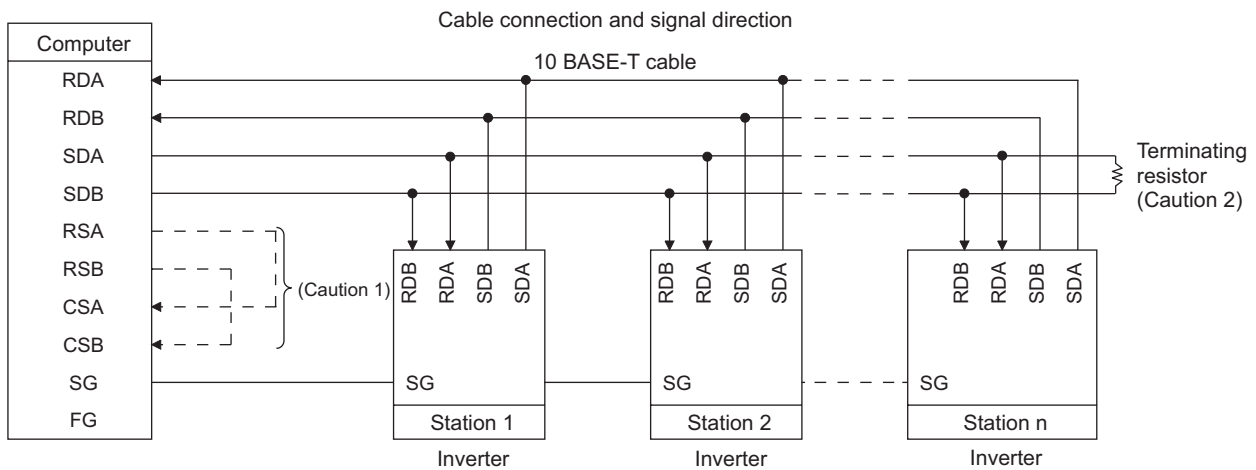 Cable connection and signal direction
10 BASE-T cable
Computer
RDA
RDB
SDA
SDB
RSA
RSB
CSA
CSB
SG
FG
(Caution 1)
RDB
RDA
SDB
SDA
SG
Station 1
Inverter
RDB
RDA
SDB
SDA
SG
Station 2
Inverter
RDB
RDA
SDB
SDA
SG
Station n
Inverter
Terminating
resistor
(Caution 2)